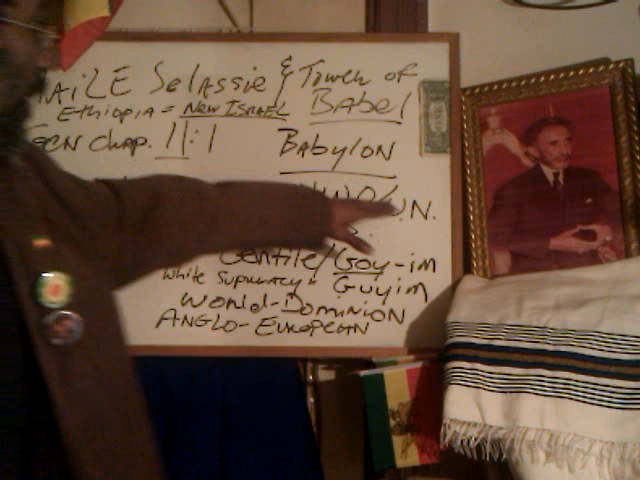 HAiLE Selassie & Tower of
ETHIOPIA = NEW ISRAEL Babel
GEN Chap. 11:1
BABYLON
U.N.
Gentile/Goy-im
White Supremacy = Guyim
WORLD-DOMINION
ANGLO-EUROPEAN